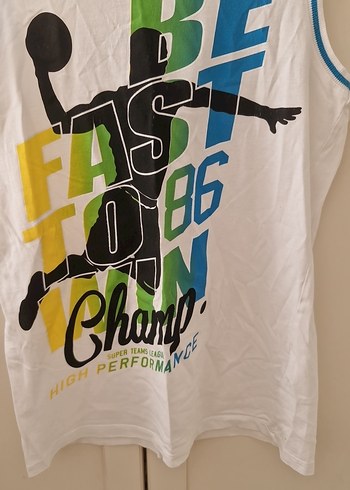 BE
FAST
TO 86
WIN
Champ.
SUPER TEAMS LEAGUE
HIGH PERFORMANCE